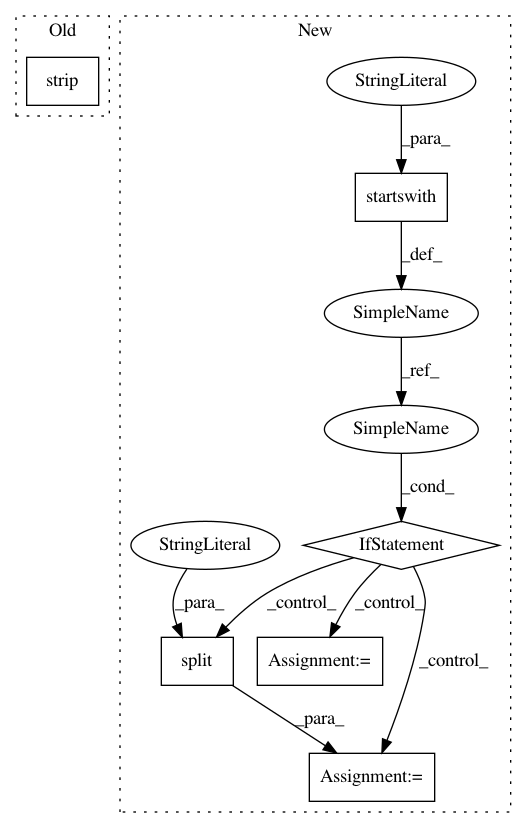 Old
New
strip
StringLiteral
_para_
startswith
_def_
SimpleName
_ref_
SimpleName
_cond_
StringLiteral
IfStatement
_para_
_control_
_control_
_control_
split
Assignment:=
_para_
Assignment:=